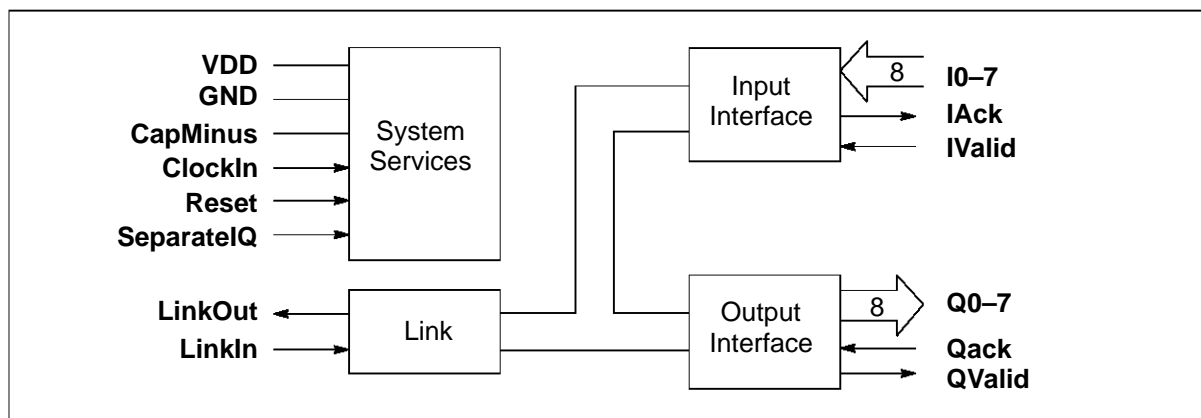 VDD
GND
CapMinus
ClockIn
Reset
SeparateIQ
System
Services
LinkOut
LinkIn
Link
Input
Interface
8
I0–7
IAck
IValid
Output
Interface
8
Q0–7
Qack
QValid